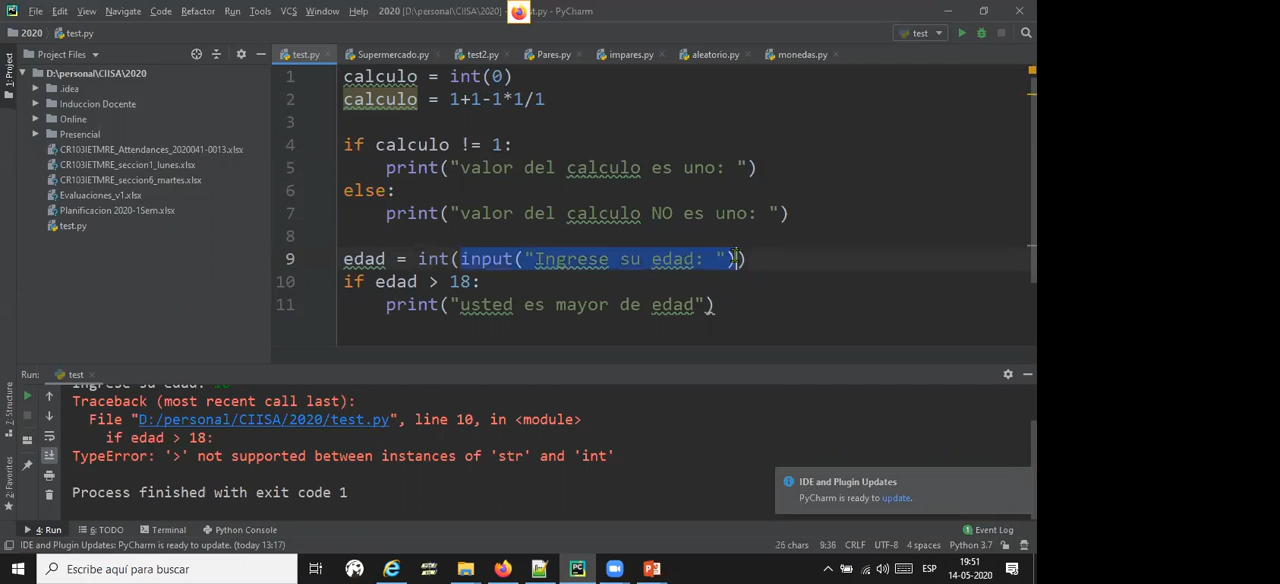 File Edit View Navigate Code Refactor Run Tools VCS Window Help 2020 [D:\personal\CIISA\2020] t.py - PyCharm
2020 test.py
test
Project Files
test.py Supermercado.py test2.py Pares.py impares.py aleatorio.py monedas.py
1: Project
D:\personal\CIISA\2020
.idea
Induccion Docente
Online
Presencial
CR103IETMRE_Attendances_2020041-0013.xlsx
CR103IETMRE_seccion1_lunes.xlsx
CR103IETMRE_seccion6_martes.xlsx
Evaluaciones_v1.xlsx
Planificacion 2020-1Sem.xlsx
test.py
1 calculo = int(0)
2 calculo = 1+1-1*1/1
3
4 if calculo != 1:
5 print("valor del calculo es uno: ")
6 else:
7 print("valor del calculo NO es uno: ")
8
9 edad = int(input("Ingrese su edad: "))
10 if edad > 18:
11 print("usted es mayor de edad")
Run: test
Ingrese su edad: 18
Traceback (most recent call last):
File "D:/personal/CIISA/2020/test.py", line 10, in <module>
if edad > 18:
TypeError: '>' not supported between instances of 'str' and 'int'
Process finished with exit code 1
7: Structure
2: Favorites
IDE and Plugin Updates
PyCharm is ready to update.
4: Run 6: TODO Terminal Python Console Event Log
IDE and Plugin Updates: PyCharm is ready to update. (today 13:17) 26 chars 9:36 CRLF UTF-8 4 spaces Python 3.7
Escribe aquí para buscar
ESP
19:51
14-05-2020